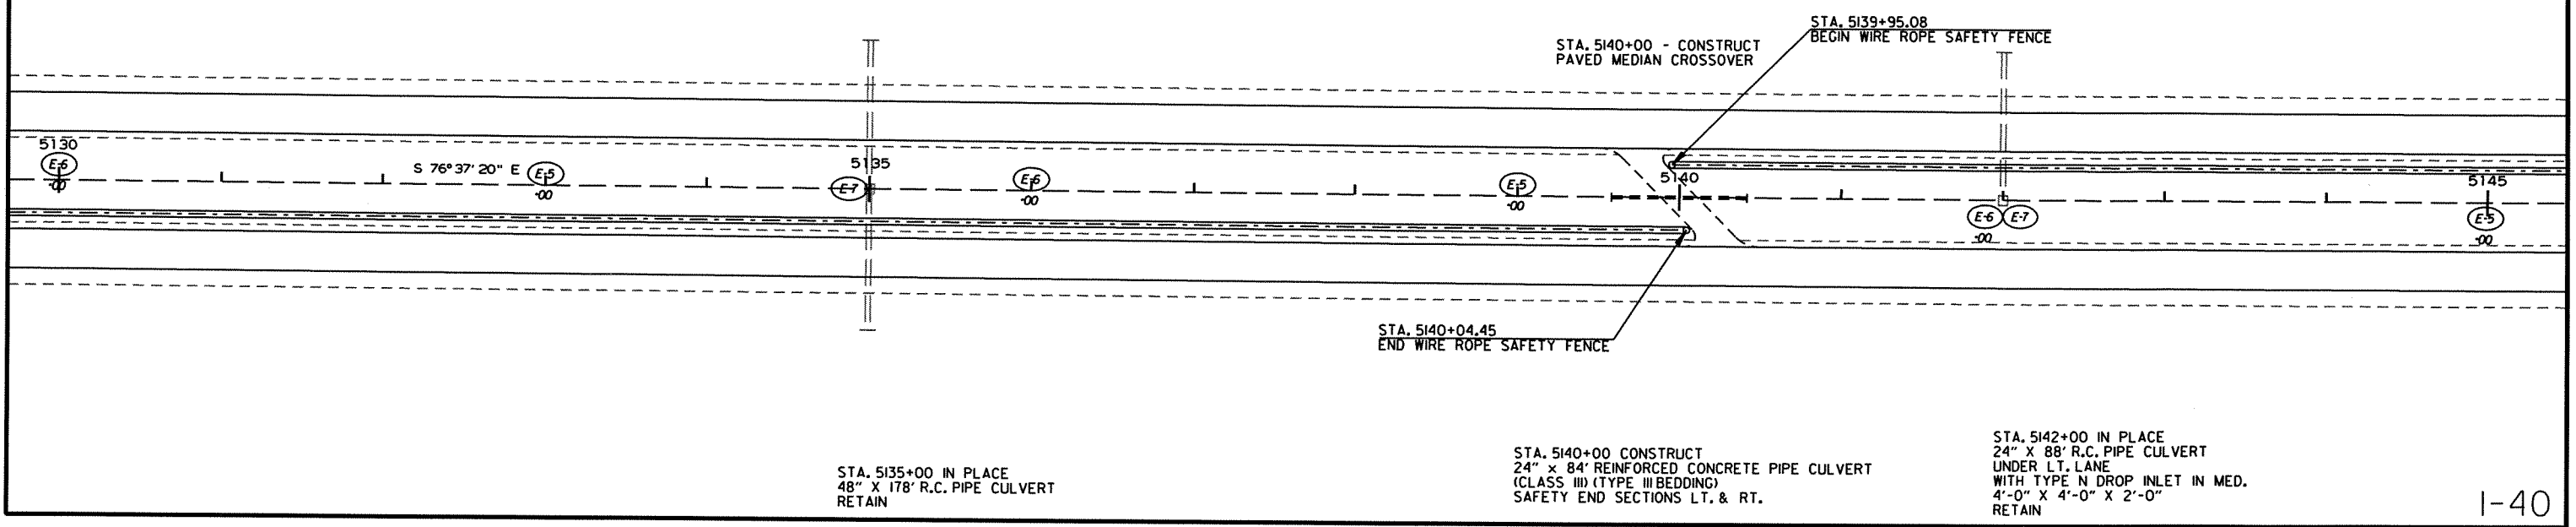 STA. 5139+95.08
BEGIN WIRE ROPE SAFETY FENCE
STA. 5140+00 - CONSTRUCT
PAVED MEDIAN CROSSOVER
5130
E-6
+00
S 76° 37' 20" E
E-5
+00
5135
E-7
E-6
+00
E-5
+00
5140
E-6
E-7
+00
5145
E-5
+00
STA. 5140+04.45
END WIRE ROPE SAFETY FENCE
STA. 5135+00 IN PLACE
48" X 178' R.C. PIPE CULVERT
RETAIN
STA. 5140+00 CONSTRUCT
24" x 84' REINFORCED CONCRETE PIPE CULVERT
(CLASS III) (TYPE III BEDDING)
SAFETY END SECTIONS LT. & RT.
STA. 5142+00 IN PLACE
24" X 88' R.C. PIPE CULVERT
UNDER LT. LANE
WITH TYPE N DROP INLET IN MED.
4'-0" X 4'-0" X 2'-0"
RETAIN
I-40